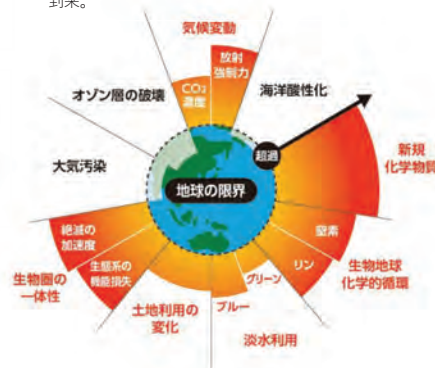 到来。
気候変動
放射
強制力
CO₂
濃度
オゾン層の破壊
海洋酸性化
超過
新規
化学物質
大気汚染
地球の限界
絶滅の
加速度
窒素
生物圏の
一体性
生態系の
機能損失
リン
生物地球
化学的循環
グリーン
ブルー
土地利用の
変化
淡水利用